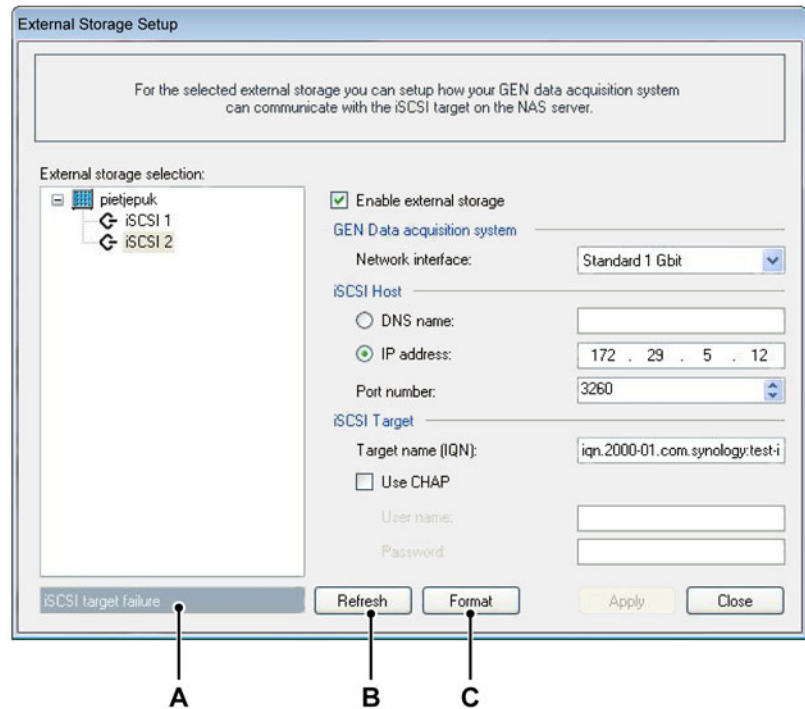 External Storage Setup
For the selected external storage you can setup how your GEN data acquisition system
can communicate with the iSCSI target on the NAS server.
External storage selection:
pietjepuk
iSCSI 1
iSCSI 2
Enable external storage
GEN Data acquisition system
Network interface: Standard 1 Gbit
iSCSI Host
DNS name:
IP address: 172 . 29 . 5 . 12
Port number: 3260
iSCSI Target
Target name (IQN): iqn.2000-01.com.synology:test-i
Use CHAP
User name:
Password:
iSCSI target failure Refresh Format Apply Close
A B C